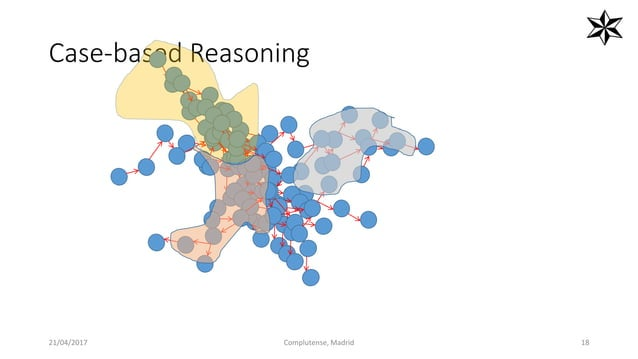 Case-based Reasoning
21/04/2017
Complutense, Madrid
18